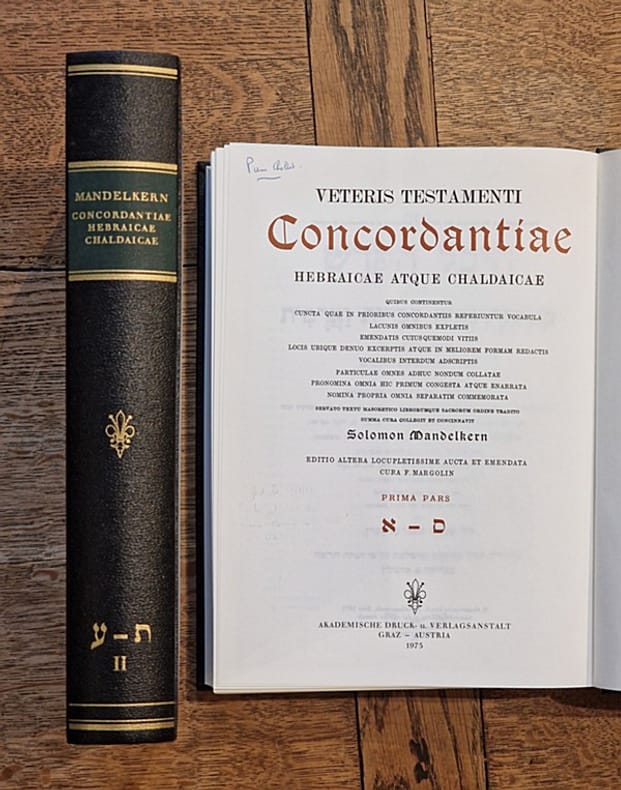 MANDELKERN
CONCORDANTIAE
HEBRAICAE
CHALDAICAE
ע – ת
II
VETERIS TESTAMENTI
Concordantiae
HEBRAICAE ATQUE CHALDAICAE
QUIBUS CONTINENTUR
CUNCTA QUAE IN PRIORIBUS CONCORDANTIIS REPERIUNTUR VOCABULA
LACUNIS OMNIBUS EXPLETIS
EMENDATIS CUIUSQUEMODI VITIIS
LOCIS UBIQUE DENUO EXCERPTIS ATQUE IN MELIOREM FORMAM REDACTIS
VOCALIBUS INTERDUM ADSCRIPTIS
PARTICULAE OMNES ADHUC NONDUM COLLATAE
PRONOMINA OMNIA HIC PRIMUM CONGESTA ATQUE ENARRATA
NOMINA PROPRIA OMNIA SEPARATIM COMMEMORATA
SERVATO TEXTU MASORETICO LIBRORUMQUE SACRORUM ORDINE TRADITO
SUMMA CURA COLLEGIT ET CONCINNAVIT
Solomon Mandelkern
EDITIO ALTERA LOCUPLETISSIME AUCTA ET EMENDATA
CURA F. MARGOLIN
PRIMA PARS
א – ס
AKADEMISCHE DRUCK- u. VERLAGSANSTALT
GRAZ – AUSTRIA
1975